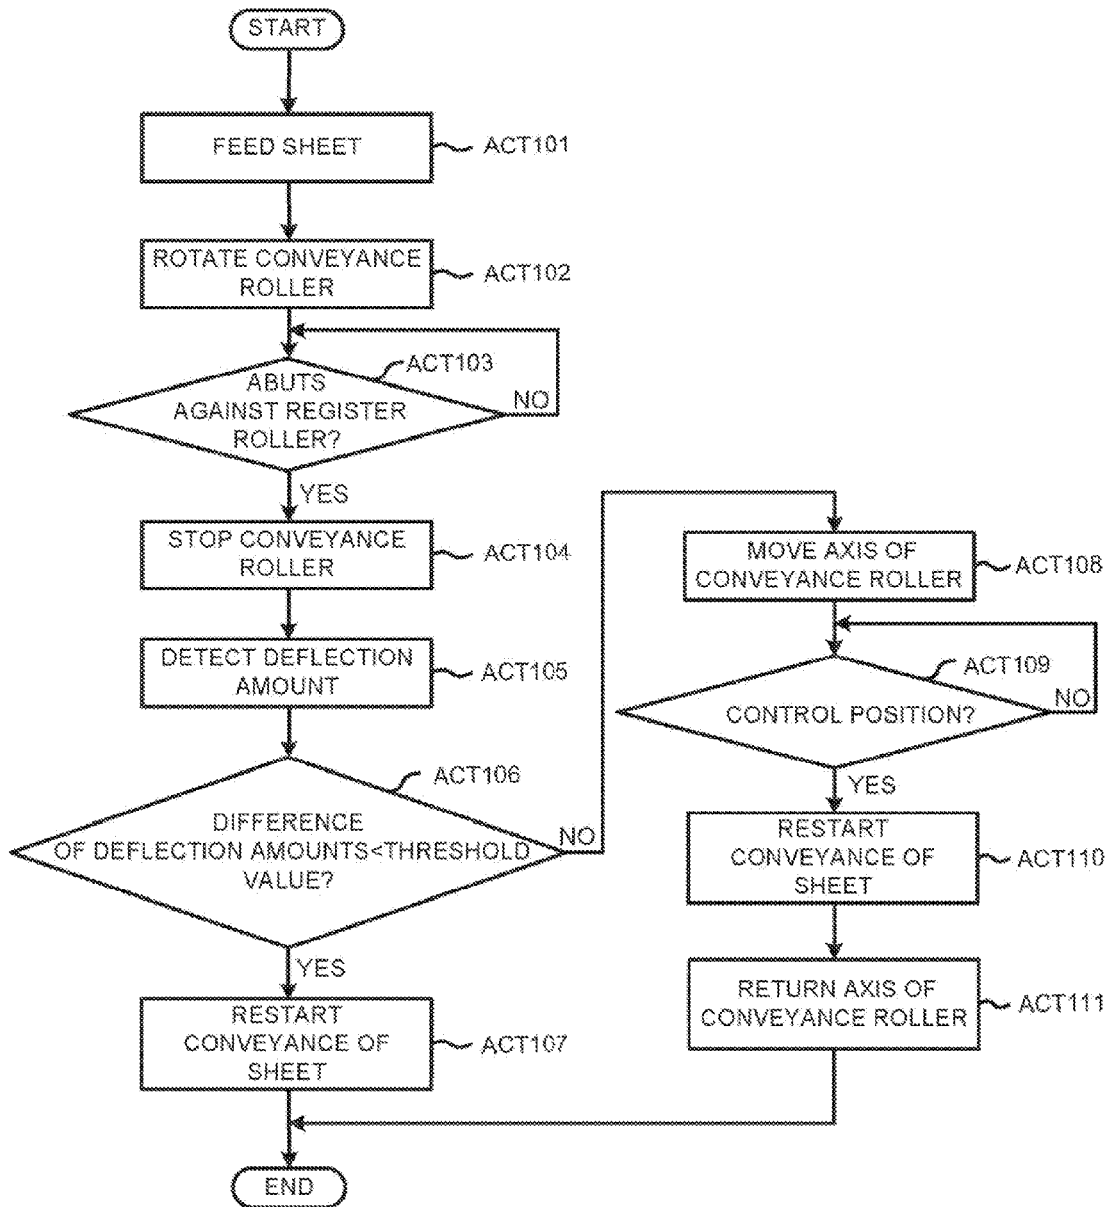 START
FEED SHEET
ACT101
ROTATE CONVEYANCE
ROLLER
ACT102
ACT103
ABUTS
AGAINST REGISTER
ROLLER?
NO
YES
STOP CONVEYANCE
ROLLER
ACT104
DETECT DEFLECTION
AMOUNT
ACT105
ACT106
DIFFERENCE
OF DEFLECTION AMOUNTS<THRESHOLD
VALUE?
NO
YES
RESTART
CONVEYANCE OF
SHEET
ACT107
MOVE AXIS OF
CONVEYANCE ROLLER
ACT108
ACT109
CONTROL POSITION?
NO
YES
RESTART
CONVEYANCE OF
SHEET
ACT110
RETURN AXIS OF
CONVEYANCE ROLLER
ACT111
END